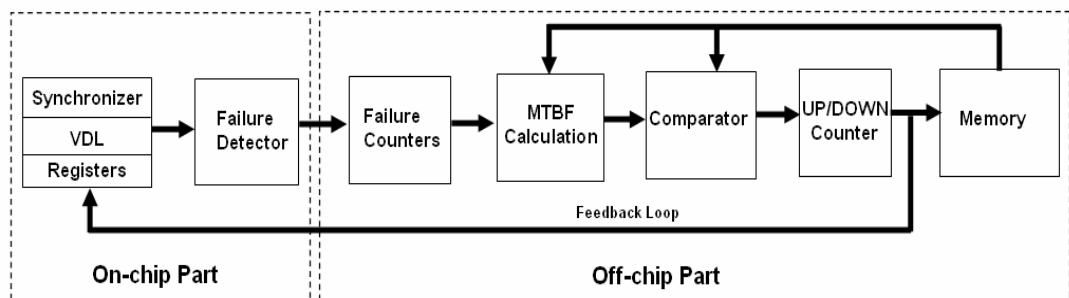 Synchronizer
VDL
Registers
Failure
Detector
Failure
Counters
MTBF
Calculation
Comparator
UP/DOWN
Counter
Memory
Feedback Loop
On-chip Part
Off-chip Part